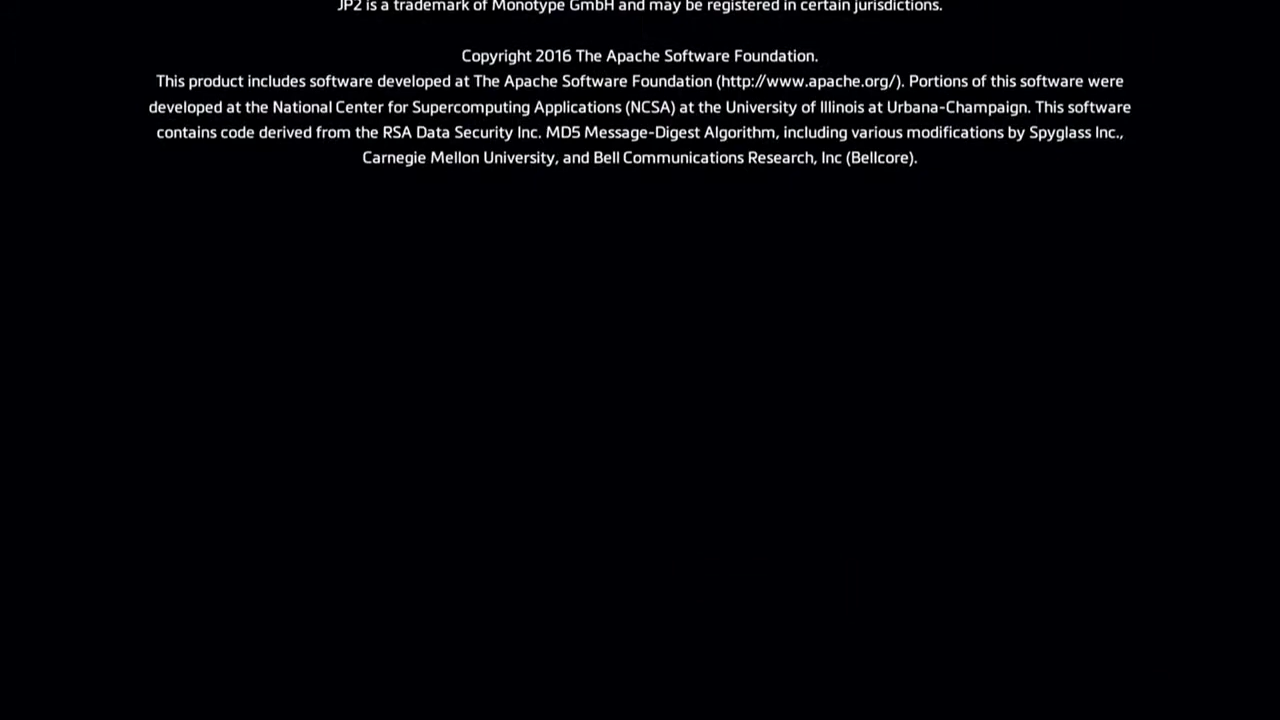 JP2 is a trademark of Monotype GmbH and may be registered in certain jurisdictions.
Copyright 2016 The Apache Software Foundation.
This product includes software developed at The Apache Software Foundation (http://www.apache.org/). Portions of this software were
developed at the National Center for Supercomputing Applications (NCSA) at the University of Illinois at Urbana-Champaign. This software
contains code derived from the RSA Data Security Inc. MD5 Message-Digest Algorithm, including various modifications by Spyglass Inc.,
Carnegie Mellon University, and Bell Communications Research, Inc (Bellcore).